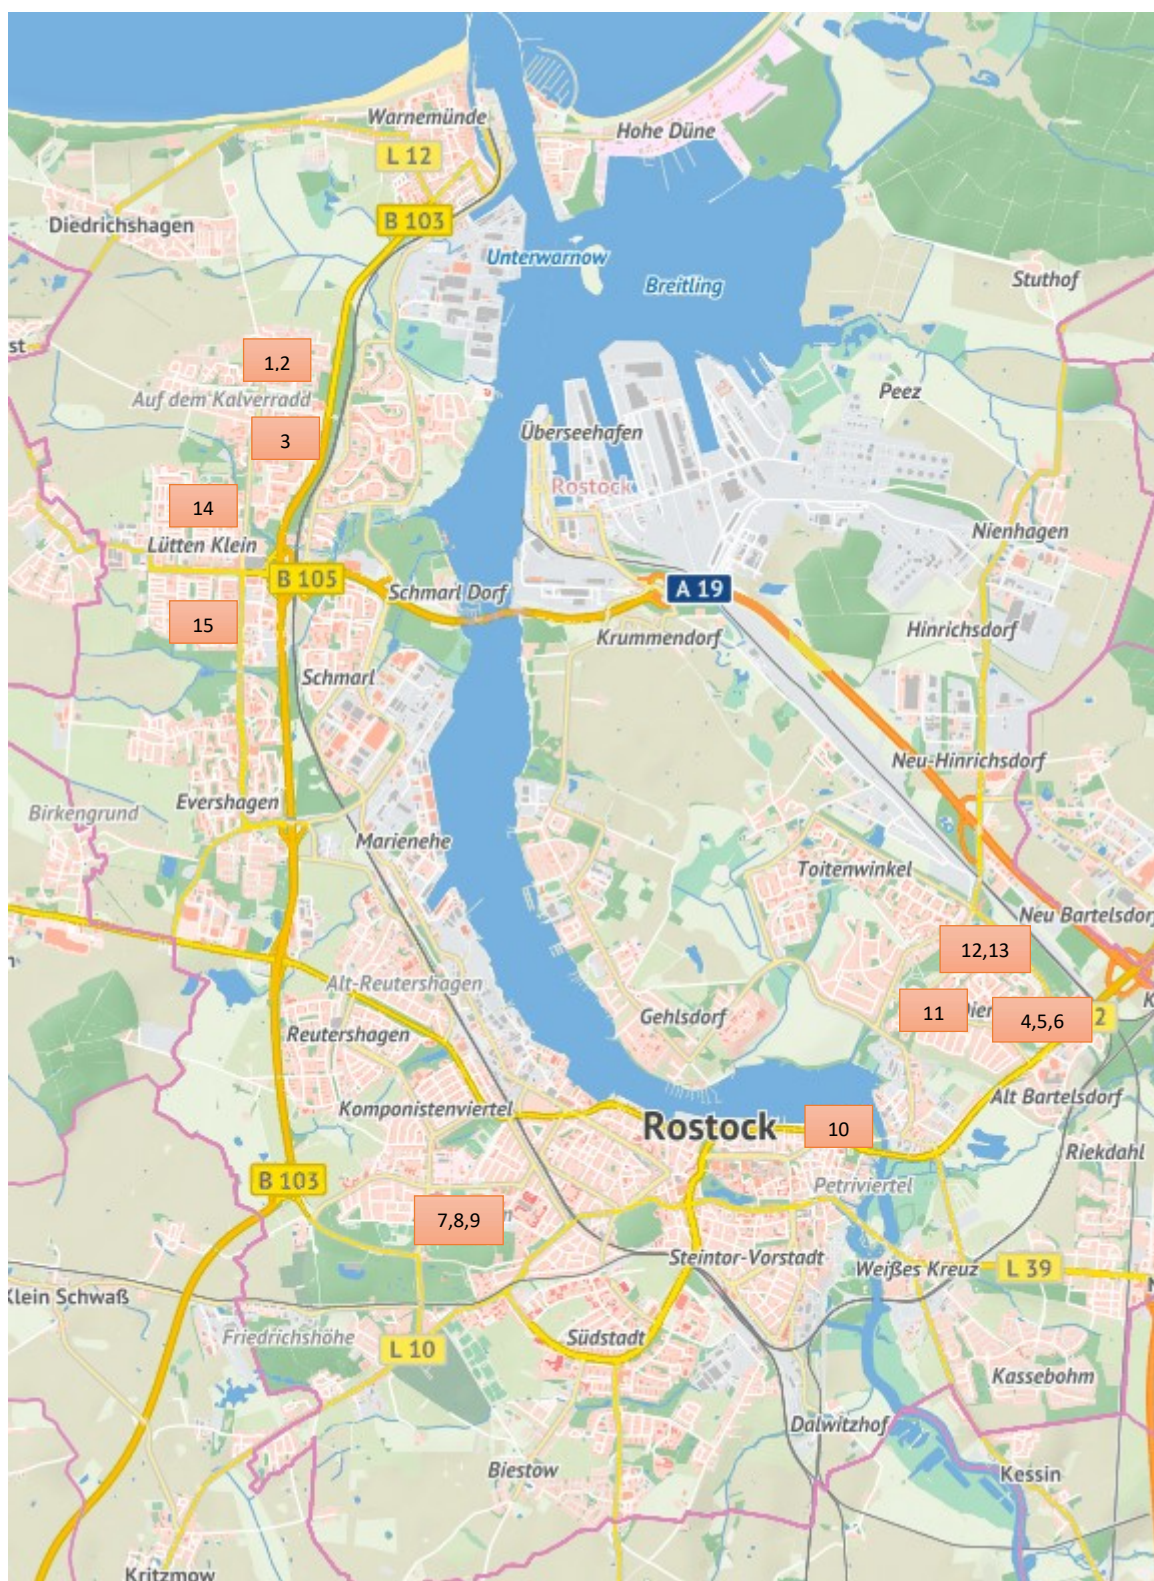 Warnemünde
Hohe Düne
L 12
B 103
Diedrichshagen
Unterwarnow
Breitling
Stuthof
st
1,2
Auf dem Kalverradd
Peez
3
Überseehafen
Rostock
14
Nienhagen
Lütten Klein
B 105
Schmarl Dorf
A 19
15
Krummendorf
Hinrichsdorf
Schmarl
Neu-Hinrichsdorf
Evershagen
Birkengrund
Marienehe
Toitenwinkel
Neu Bartelsdorf
12,13
Alt-Reutershagen
K
11
Dier
4,5,6
2
Gehlsdorf
Reutershagen
Alt Bartelsdorf
Komponistenviertel
Rostock
10
Riekdahl
B 103
Petriviertel
7,8,9
n
Steintor-Vorstadt
Weißes Kreuz
L 39
Klein Schwaß
Friedrichshöhe
L 10
Südstadt
Kassebohm
Dalwitzhof
Biestow
Kessin
Kritzmow